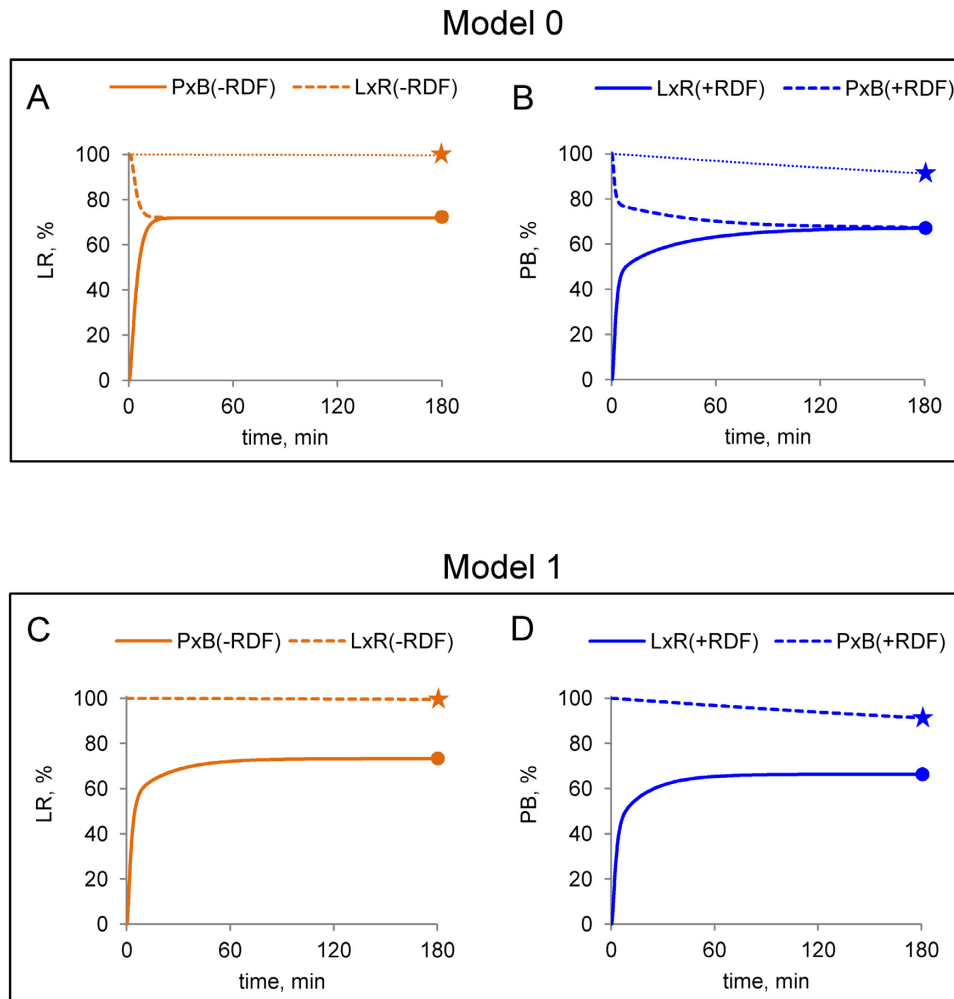 Model 0
A
PxB(-RDF) LxR(-RDF)
LR, %
100
80
60
40
20
0
0 60 120 180
time, min
B
LxR(+RDF) PxB(+RDF)
PB, %
100
80
60
40
20
0
0 60 120 180
time, min
Model 1
C
PxB(-RDF) LxR(-RDF)
LR, %
100
80
60
40
20
0
0 60 120 180
time, min
D
LxR(+RDF) PxB(+RDF)
PB, %
100
80
60
40
20
0
0 60 120 180
time, min